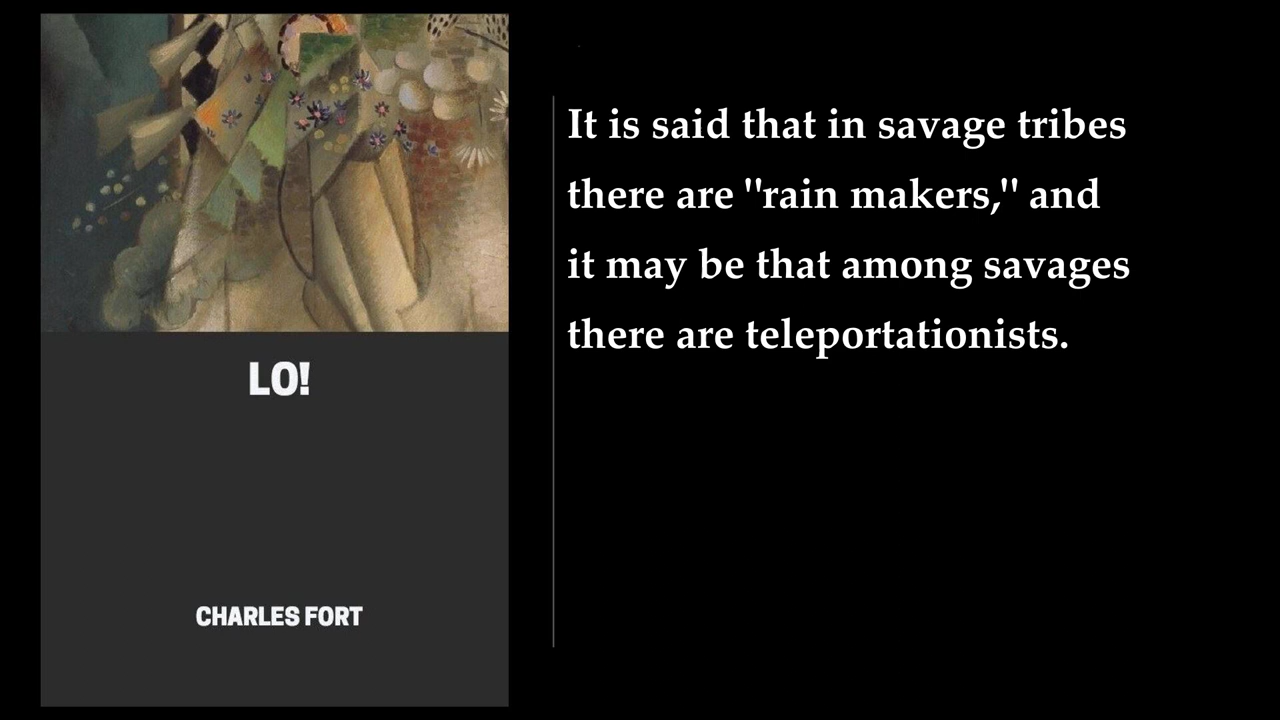 LO!
CHARLES FORT
It is said that in savage tribes
there are "rain makers," and
it may be that among savages
there are teleportationists.